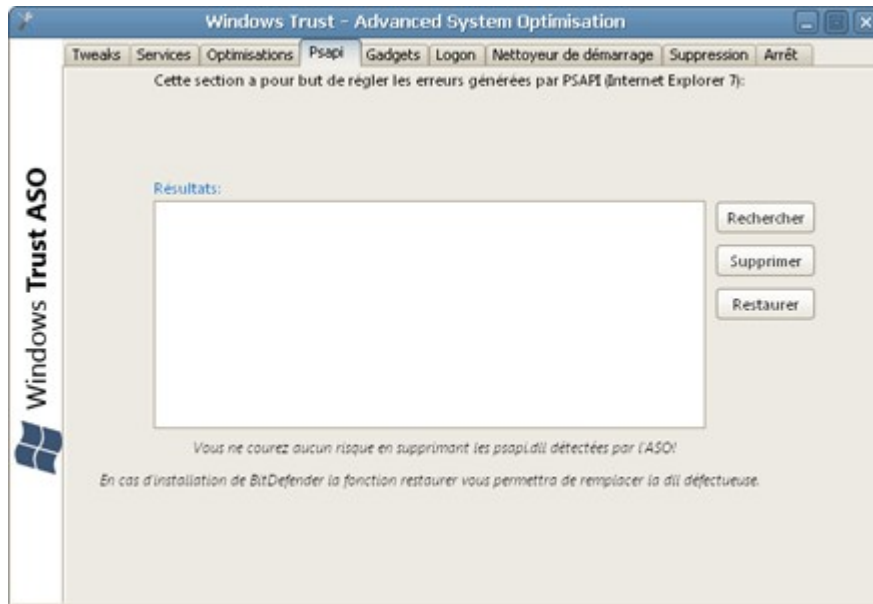 Windows Trust - Advanced System Optimisation
Tweaks Services Optimisations Psapi Gadgets Logon Nettoyeur de démarrage Suppression Arrêt
Cette section a pour but de régler les erreurs générées par PSAPI (Internet Explorer 7):
Windows Trust ASO
Résultats:
Rechercher
Supprimer
Restaurer
Vous ne courez aucun risque en supprimant les psapi.dll détectées par l'ASO!
En cas d'installation de BitDefender la fonction restaurer vous permettra de remplacer la dll défectueuse.